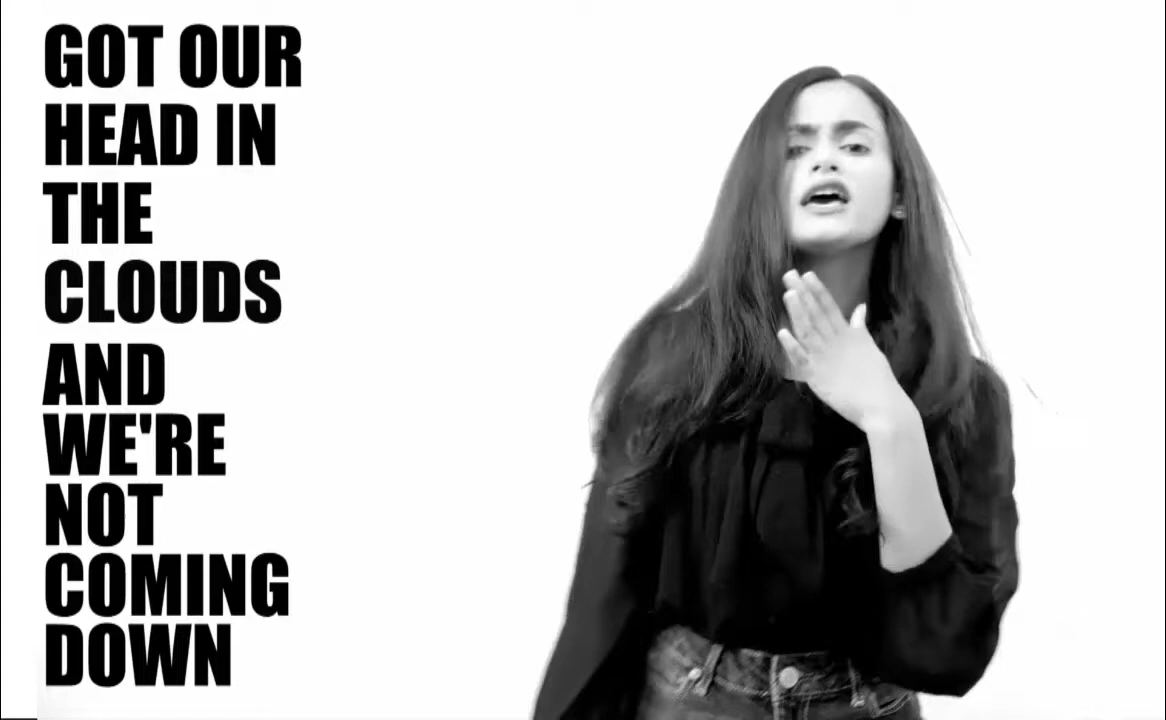 GOT OUR
HEAD IN
THE
CLOUDS
AND
WE'RE
NOT
COMING
DOWN